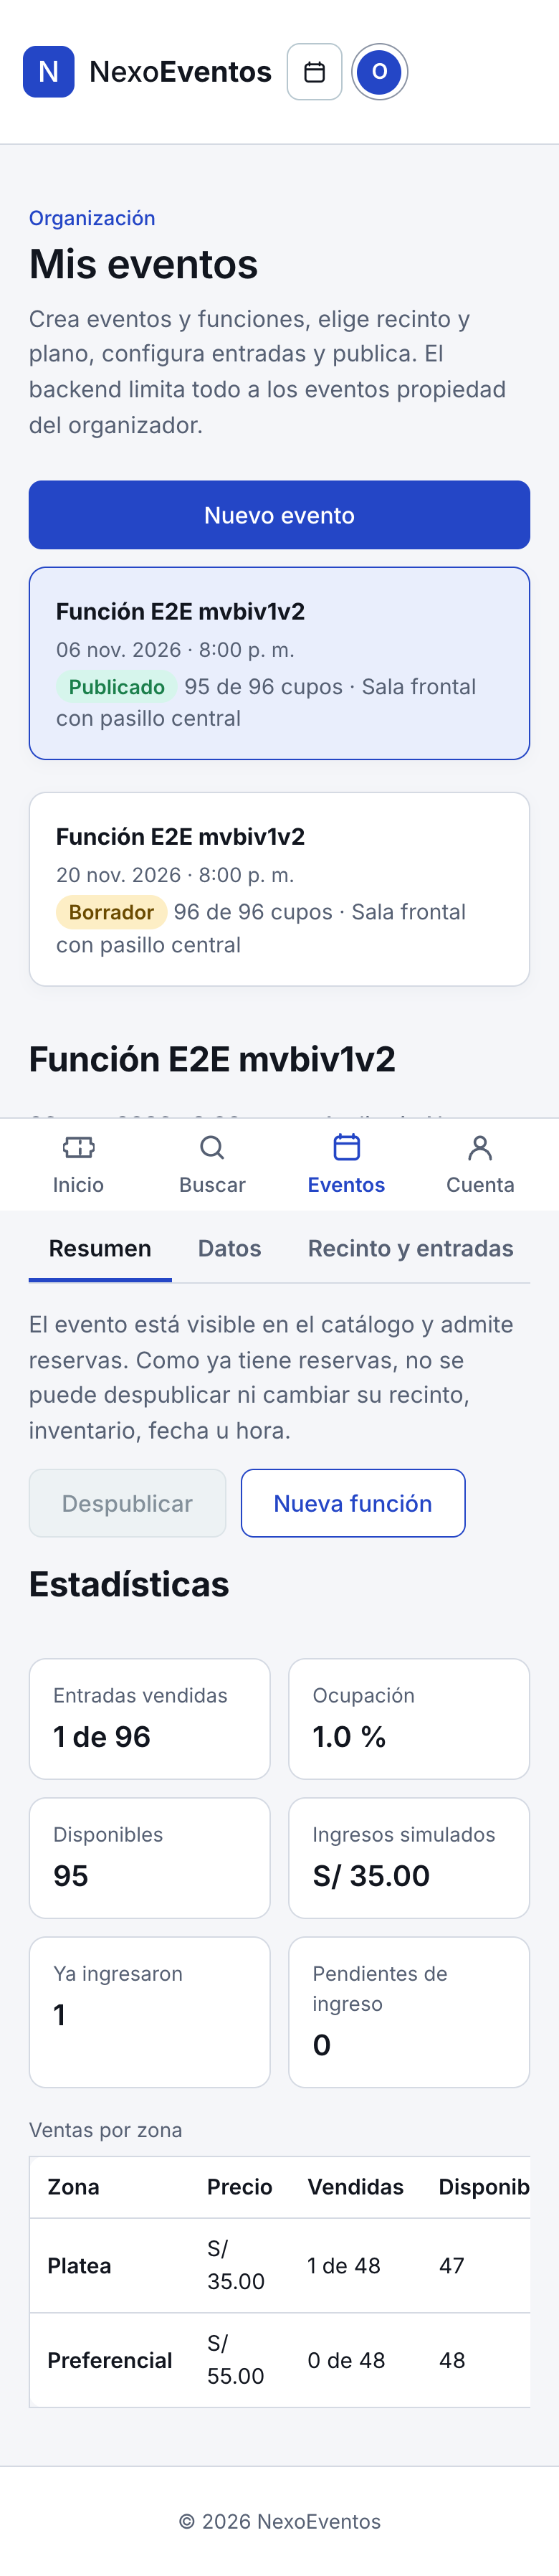 N NexoEventos O
Organización
Mis eventos
Crea eventos y funciones, elige recinto y
plano, configura entradas y publica. El
backend limita todo a los eventos propiedad
del organizador.
Nuevo evento
Función E2E mvbiv1v2
06 nov. 2026 · 8:00 p. m.
Publicado 95 de 96 cupos · Sala frontal
con pasillo central
Función E2E mvbiv1v2
20 nov. 2026 · 8:00 p. m.
Borrador 96 de 96 cupos · Sala frontal
con pasillo central
Función E2E mvbiv1v2
Inicio Buscar Eventos Cuenta
Resumen Datos Recinto y entradas
El evento está visible en el catálogo y admite
reservas. Como ya tiene reservas, no se
puede despublicar ni cambiar su recinto,
inventario, fecha u hora.
Despublicar Nueva función
Estadísticas
Entradas vendidas Ocupación
1 de 96 1.0 %
Disponibles Ingresos simulados
95 S/ 35.00
Ya ingresaron Pendientes de
ingreso
1 0
Ventas por zona
Zona Precio Vendidas Disponib
Platea S/
35.00 1 de 48 47
Preferencial S/
55.00 0 de 48 48
© 2026 NexoEventos